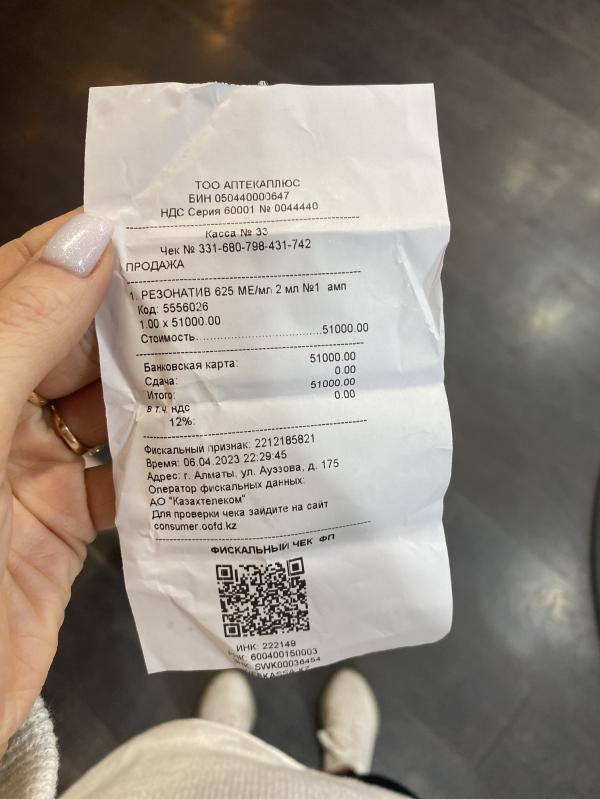 ТОО АПТЕКАПЛЮС
БИН 050440000647
НДС Серия 60001 № 0044440
Касса № 33
Чек № 331-680-798-431-742
ПРОДАЖА
1. РЕЗОНАТИВ 625 МЕ/мл 2 мл №1 амп
Код: 5556026
1.00 x 51000.00
Стоимость..............................51000.00
Банковская карта: 51000.00
Сдача: 0.00
Итого: 51000.00
в т.ч. НДС 0.00
12%:
Фискальный признак: 2212185821
Время: 06.04.2023 22:29:45
Адрес: г. Алматы, ул. Ауэзова, д. 175
Оператор фискальных данных:
АО "Казахтелеком"
Для проверки чека зайдите на сайт
consumer.oofd.kz
ФИСКАЛЬНЫЙ ЧЕК ФП
ИНК: 222149
600400150003
SWK00036454